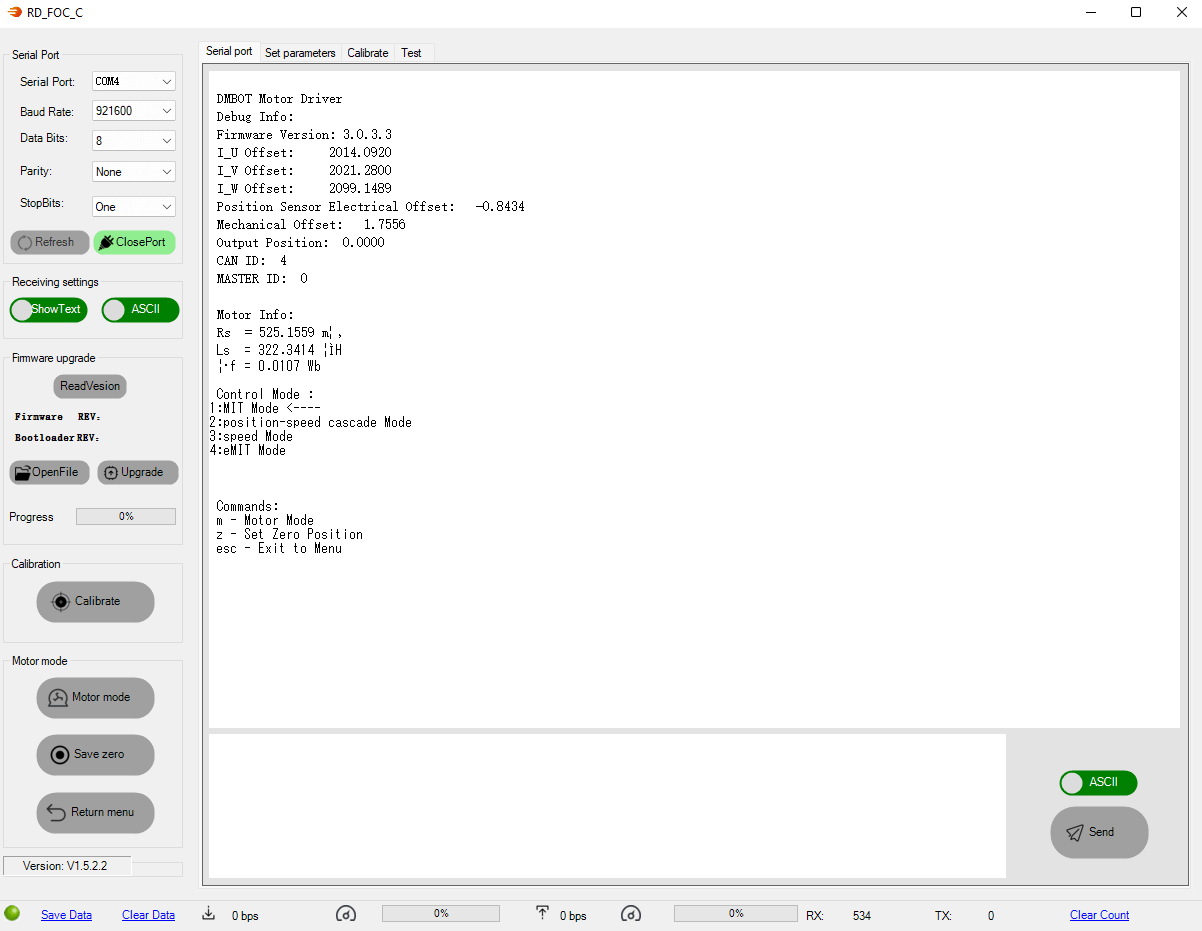 RD_FOC_C
Serial Port
Serial Port: COM4
Baud Rate: 921600
Data Bits: 8
Parity: None
StopBits: One
Refresh ClosePort
Receiving settings
ShowText ASCII
Firmware upgrade
ReadVesion
Firmware REV:
Bootloader REV:
OpenFile Upgrade
Progress 0%
Calibration
Calibrate
Motor mode
Motor mode
Save zero
Return menu
Version: V1.5.2.2
Serial port Set parameters Calibrate Test
DMBOT Motor Driver
Debug Info:
Firmware Version: 3.0.3.3
I_U Offset: 2014.0920
I_V Offset: 2021.2800
I_W Offset: 2099.1489
Position Sensor Electrical Offset: -0.8434
Mechanical Offset: 1.7556
Output Position: 0.0000
CAN ID: 4
MASTER ID: 0
Motor Info:
Rs = 525.1559 m¦¸
Ls = 322.3414 ¦ÌH
¦·f = 0.0107 Wb
Control Mode :
1:MIT Mode <----
2:position-speed cascade Mode
3:speed Mode
4:eMIT Mode
Commands:
m - Motor Mode
z - Set Zero Position
esc - Exit to Menu
ASCII
Send
Save Data Clear Data 0 bps 0% 0 bps 0% RX: 534 TX: 0 Clear Count